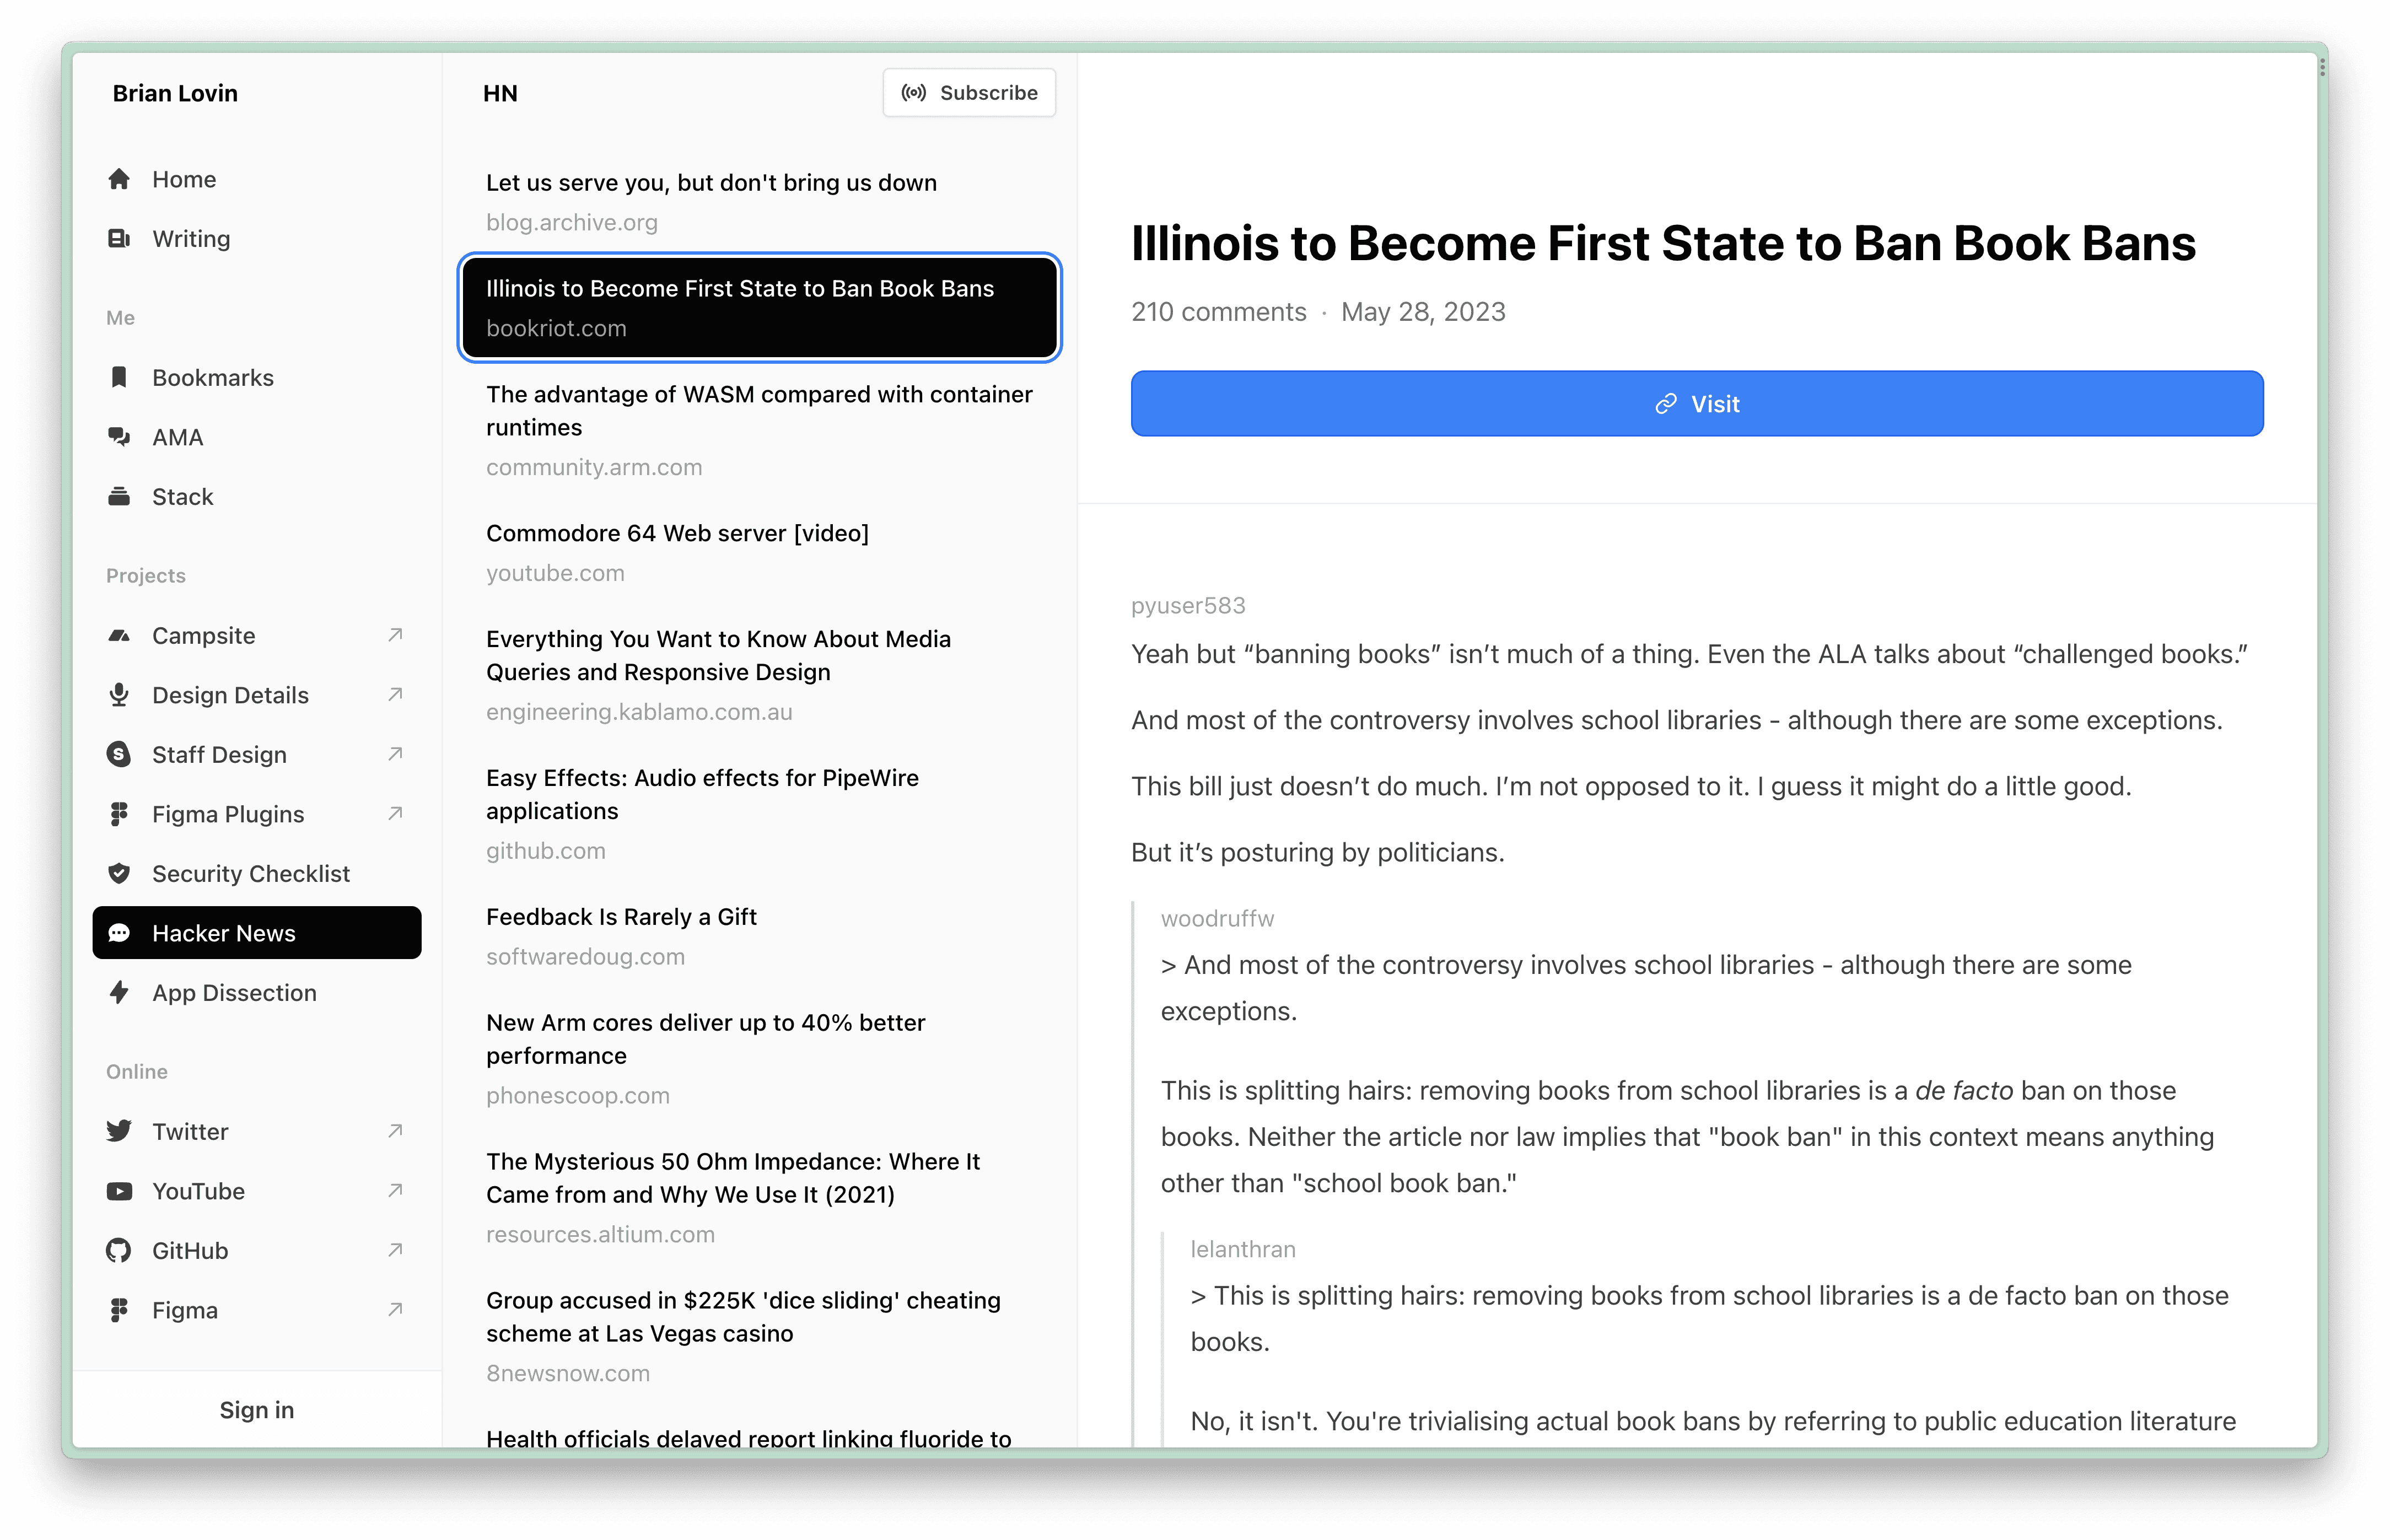 Brian Lovin
Home
Writing
Me
Bookmarks
AMA
Stack
Projects
Campsite
Design Details
Staff Design
Figma Plugins
Security Checklist
Hacker News
App Dissection
Online
Twitter
YouTube
GitHub
Figma
Sign in
HN
Subscribe
Let us serve you, but don't bring us down
blog.archive.org
Illinois to Become First State to Ban Book Bans
bookriot.com
The advantage of WASM compared with container
runtimes
community.arm.com
Commodore 64 Web server [video]
youtube.com
Everything You Want to Know About Media
Queries and Responsive Design
engineering.kablamo.com.au
Easy Effects: Audio effects for PipeWire
applications
github.com
Feedback Is Rarely a Gift
softwaredoug.com
New Arm cores deliver up to 40% better
performance
phonescoop.com
The Mysterious 50 Ohm Impedance: Where It
Came from and Why We Use It (2021)
resources.altium.com
Group accused in $225K 'dice sliding' cheating
scheme at Las Vegas casino
8newsnow.com
Health officials delayed report linking fluoride to
Illinois to Become First State to Ban Book Bans
210 comments · May 28, 2023
Visit
pyuser583
Yeah but “banning books” isn’t much of a thing. Even the ALA talks about “challenged books.”
And most of the controversy involves school libraries - although there are some exceptions.
This bill just doesn’t do much. I’m not opposed to it. I guess it might do a little good.
But it’s posturing by politicians.
woodruffw
> And most of the controversy involves school libraries - although there are some
exceptions.
This is splitting hairs: removing books from school libraries is a de facto ban on those
books. Neither the article nor law implies that "book ban" in this context means anything
other than "school book ban."
lelanthran
> This is splitting hairs: removing books from school libraries is a de facto ban on those
books.
No, it isn't. You're trivialising actual book bans by referring to public education literature